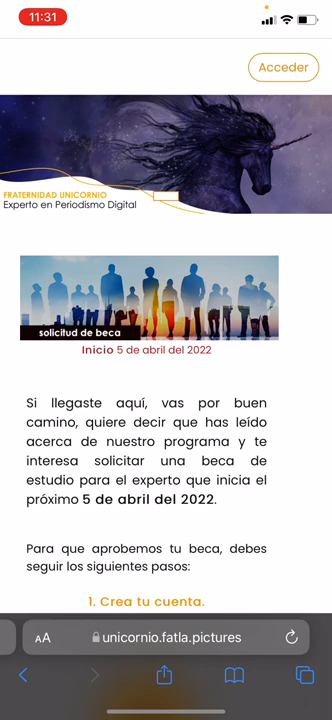 11:31
Acceder
FRATERNIDAD UNICORNIO
Experto en Periodismo Digital
solicitud de beca
Inicio 5 de abril del 2022
Si llegaste aquí, vas por buen
camino, quiere decir que has leído
acerca de nuestro programa y te
interesa solicitar una beca de
estudio para el experto que inicia el
próximo 5 de abril del 2022.
Para que aprobemos tu beca, debes
seguir los siguientes pasos:
1. Crea tu cuenta.
AA unicornio.fatla.pictures